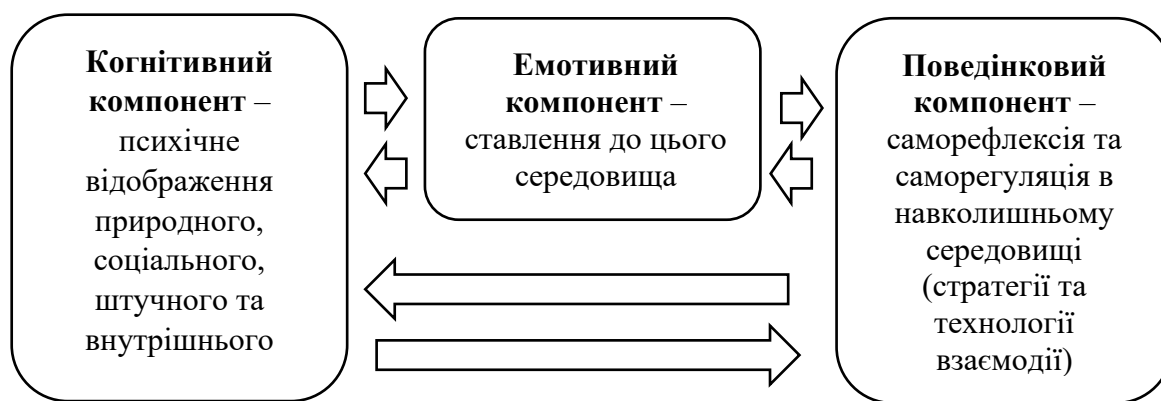 Когнітивний
компонент –
психічне
відображення
природного,
соціального,
штучного та
внутрішнього
Емотивний
компонент –
ставлення до цього
середовища
Поведінковий
компонент –
саморефлексія та
саморегуляція в
навколишньому
середовищі
(стратегії та
технології
взаємодії)